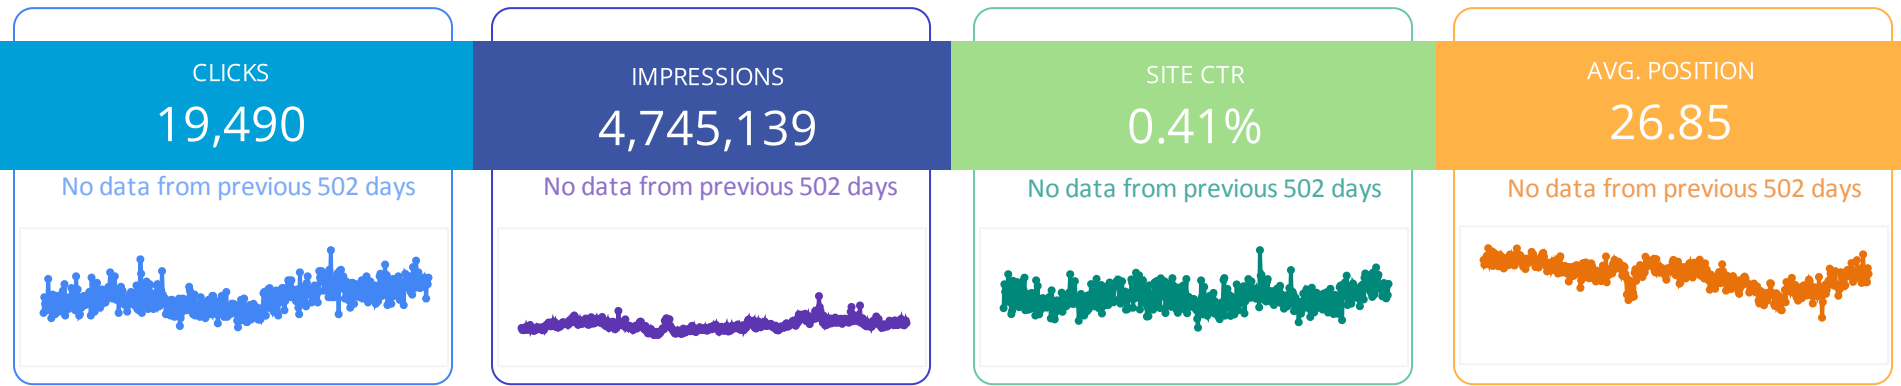 CLICKS
19,490
No data from previous 502 days
IMPRESSIONS
4,745,139
No data from previous 502 days
SITE CTR
0.41%
No data from previous 502 days
AVG. POSITION
26.85
No data from previous 502 days